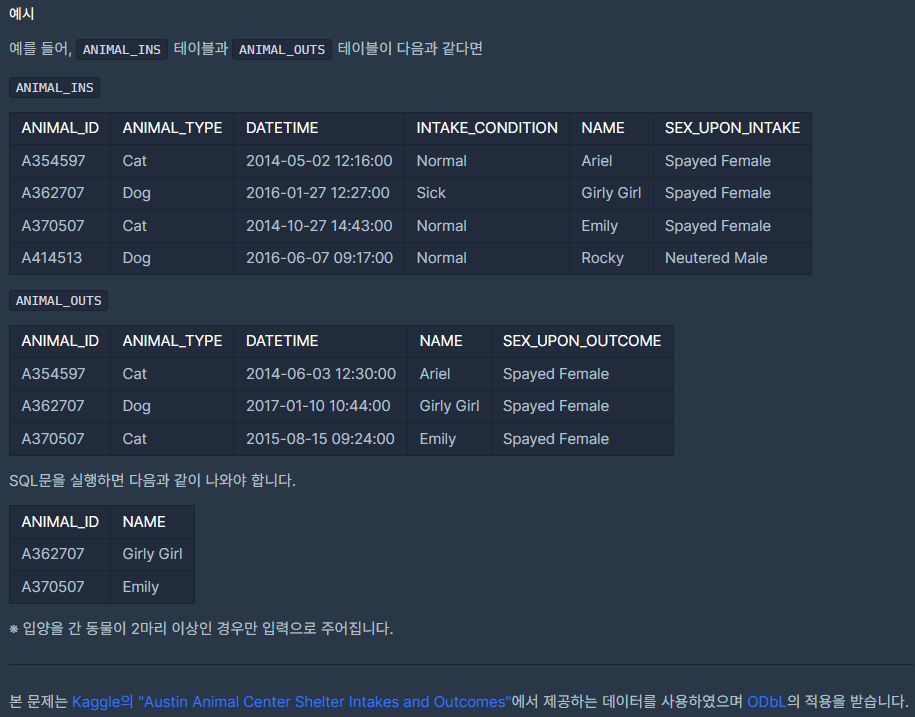 예시
예를 들어, ANIMAL_INS 테이블과 ANIMAL_OUTS 테이블이 다음과 같다면
ANIMAL_INS
ANIMAL_ID ANIMAL_TYPE DATETIME INTAKE_CONDITION NAME SEX_UPON_INTAKE
A354597 Cat 2014-05-02 12:16:00 Normal Ariel Spayed Female
A362707 Dog 2016-01-27 12:27:00 Sick Girly Girl Spayed Female
A370507 Cat 2014-10-27 14:43:00 Normal Emily Spayed Female
A414513 Dog 2016-06-07 09:17:00 Normal Rocky Neutered Male
ANIMAL_OUTS
ANIMAL_ID ANIMAL_TYPE DATETIME NAME SEX_UPON_OUTCOME
A354597 Cat 2014-06-03 12:30:00 Ariel Spayed Female
A362707 Dog 2017-01-10 10:44:00 Girly Girl Spayed Female
A370507 Cat 2015-08-15 09:24:00 Emily Spayed Female
SQL문을 실행하면 다음과 같이 나와야 합니다.
ANIMAL_ID NAME
A362707 Girly Girl
A370507 Emily
※ 입양을 간 동물이 2마리 이상인 경우만 입력으로 주어집니다.
본 문제는 Kaggle의 "Austin Animal Center Shelter Intakes and Outcomes"에서 제공하는 데이터를 사용하였으며 ODbL의 적용을 받습니다.